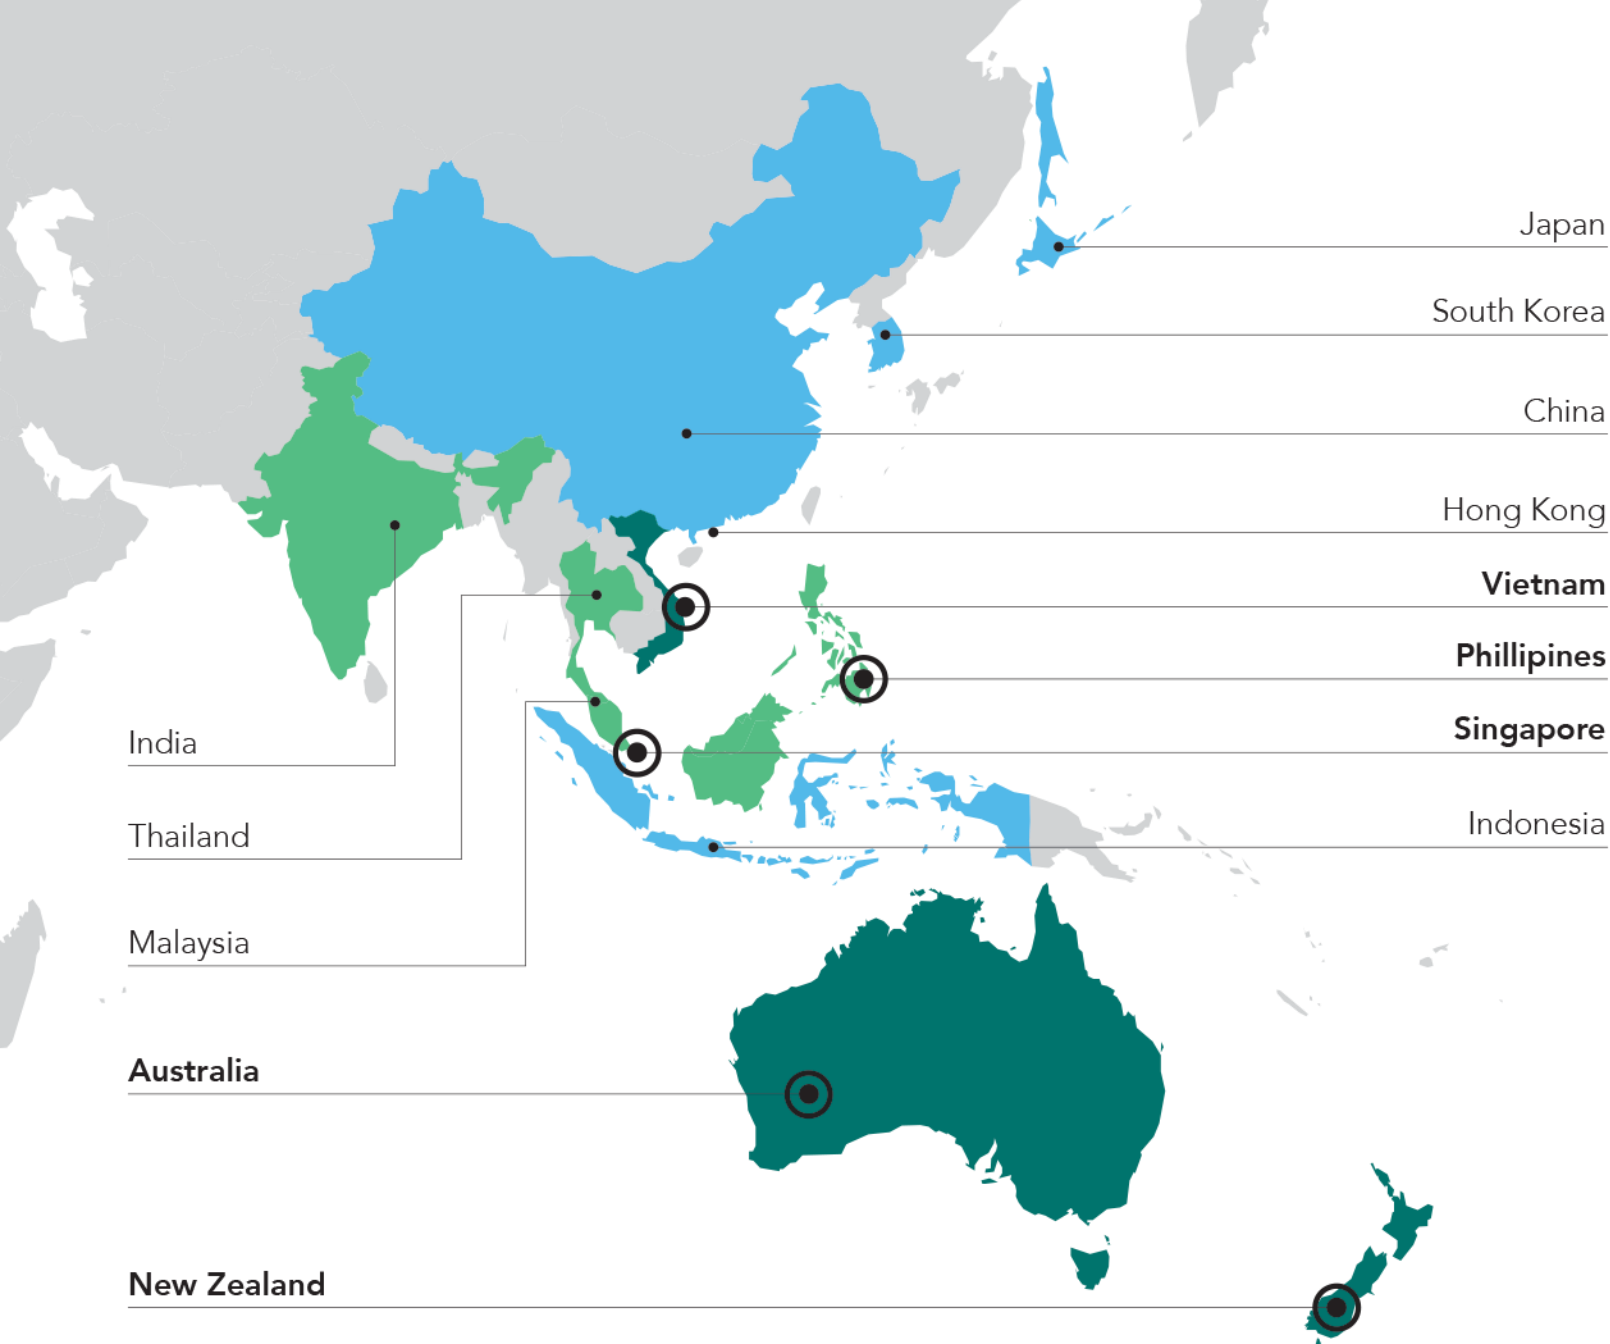 Japan
South Korea
China
Hong Kong
Vietnam
Phillipines
Singapore
Indonesia
India
Thailand
Malaysia
Australia
New Zealand